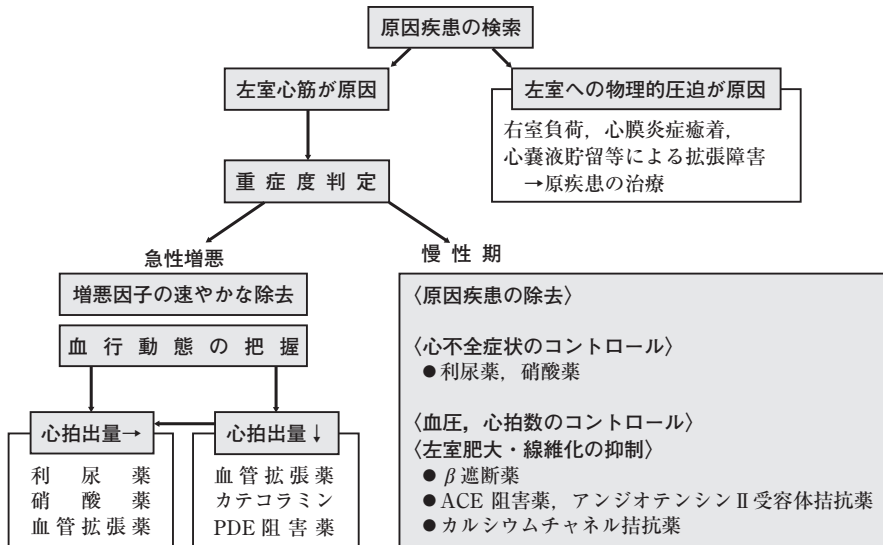 原因疾患の検索
左室心筋が原因
左室への物理的圧迫が原因
右室負荷，心膜炎症癒着，
心嚢液貯留等による拡張障害
→原疾患の治療
重症度判定
急性増悪
慢性期
増悪因子の速やかな除去
血行動態の把握
心拍出量→
利尿薬
硝酸薬
血管拡張薬
心拍出量↓
血管拡張薬
カテコラミン
PDE阻害薬
〈原因疾患の除去〉
〈心不全症状のコントロール〉
●利尿薬，硝酸薬
〈血圧，心拍数のコントロール〉
〈左室肥大・線維化の抑制〉
●β遮断薬
●ACE 阻害薬，アンジオテンシンⅡ受容体拮抗薬
●カルシウムチャネル拮抗薬